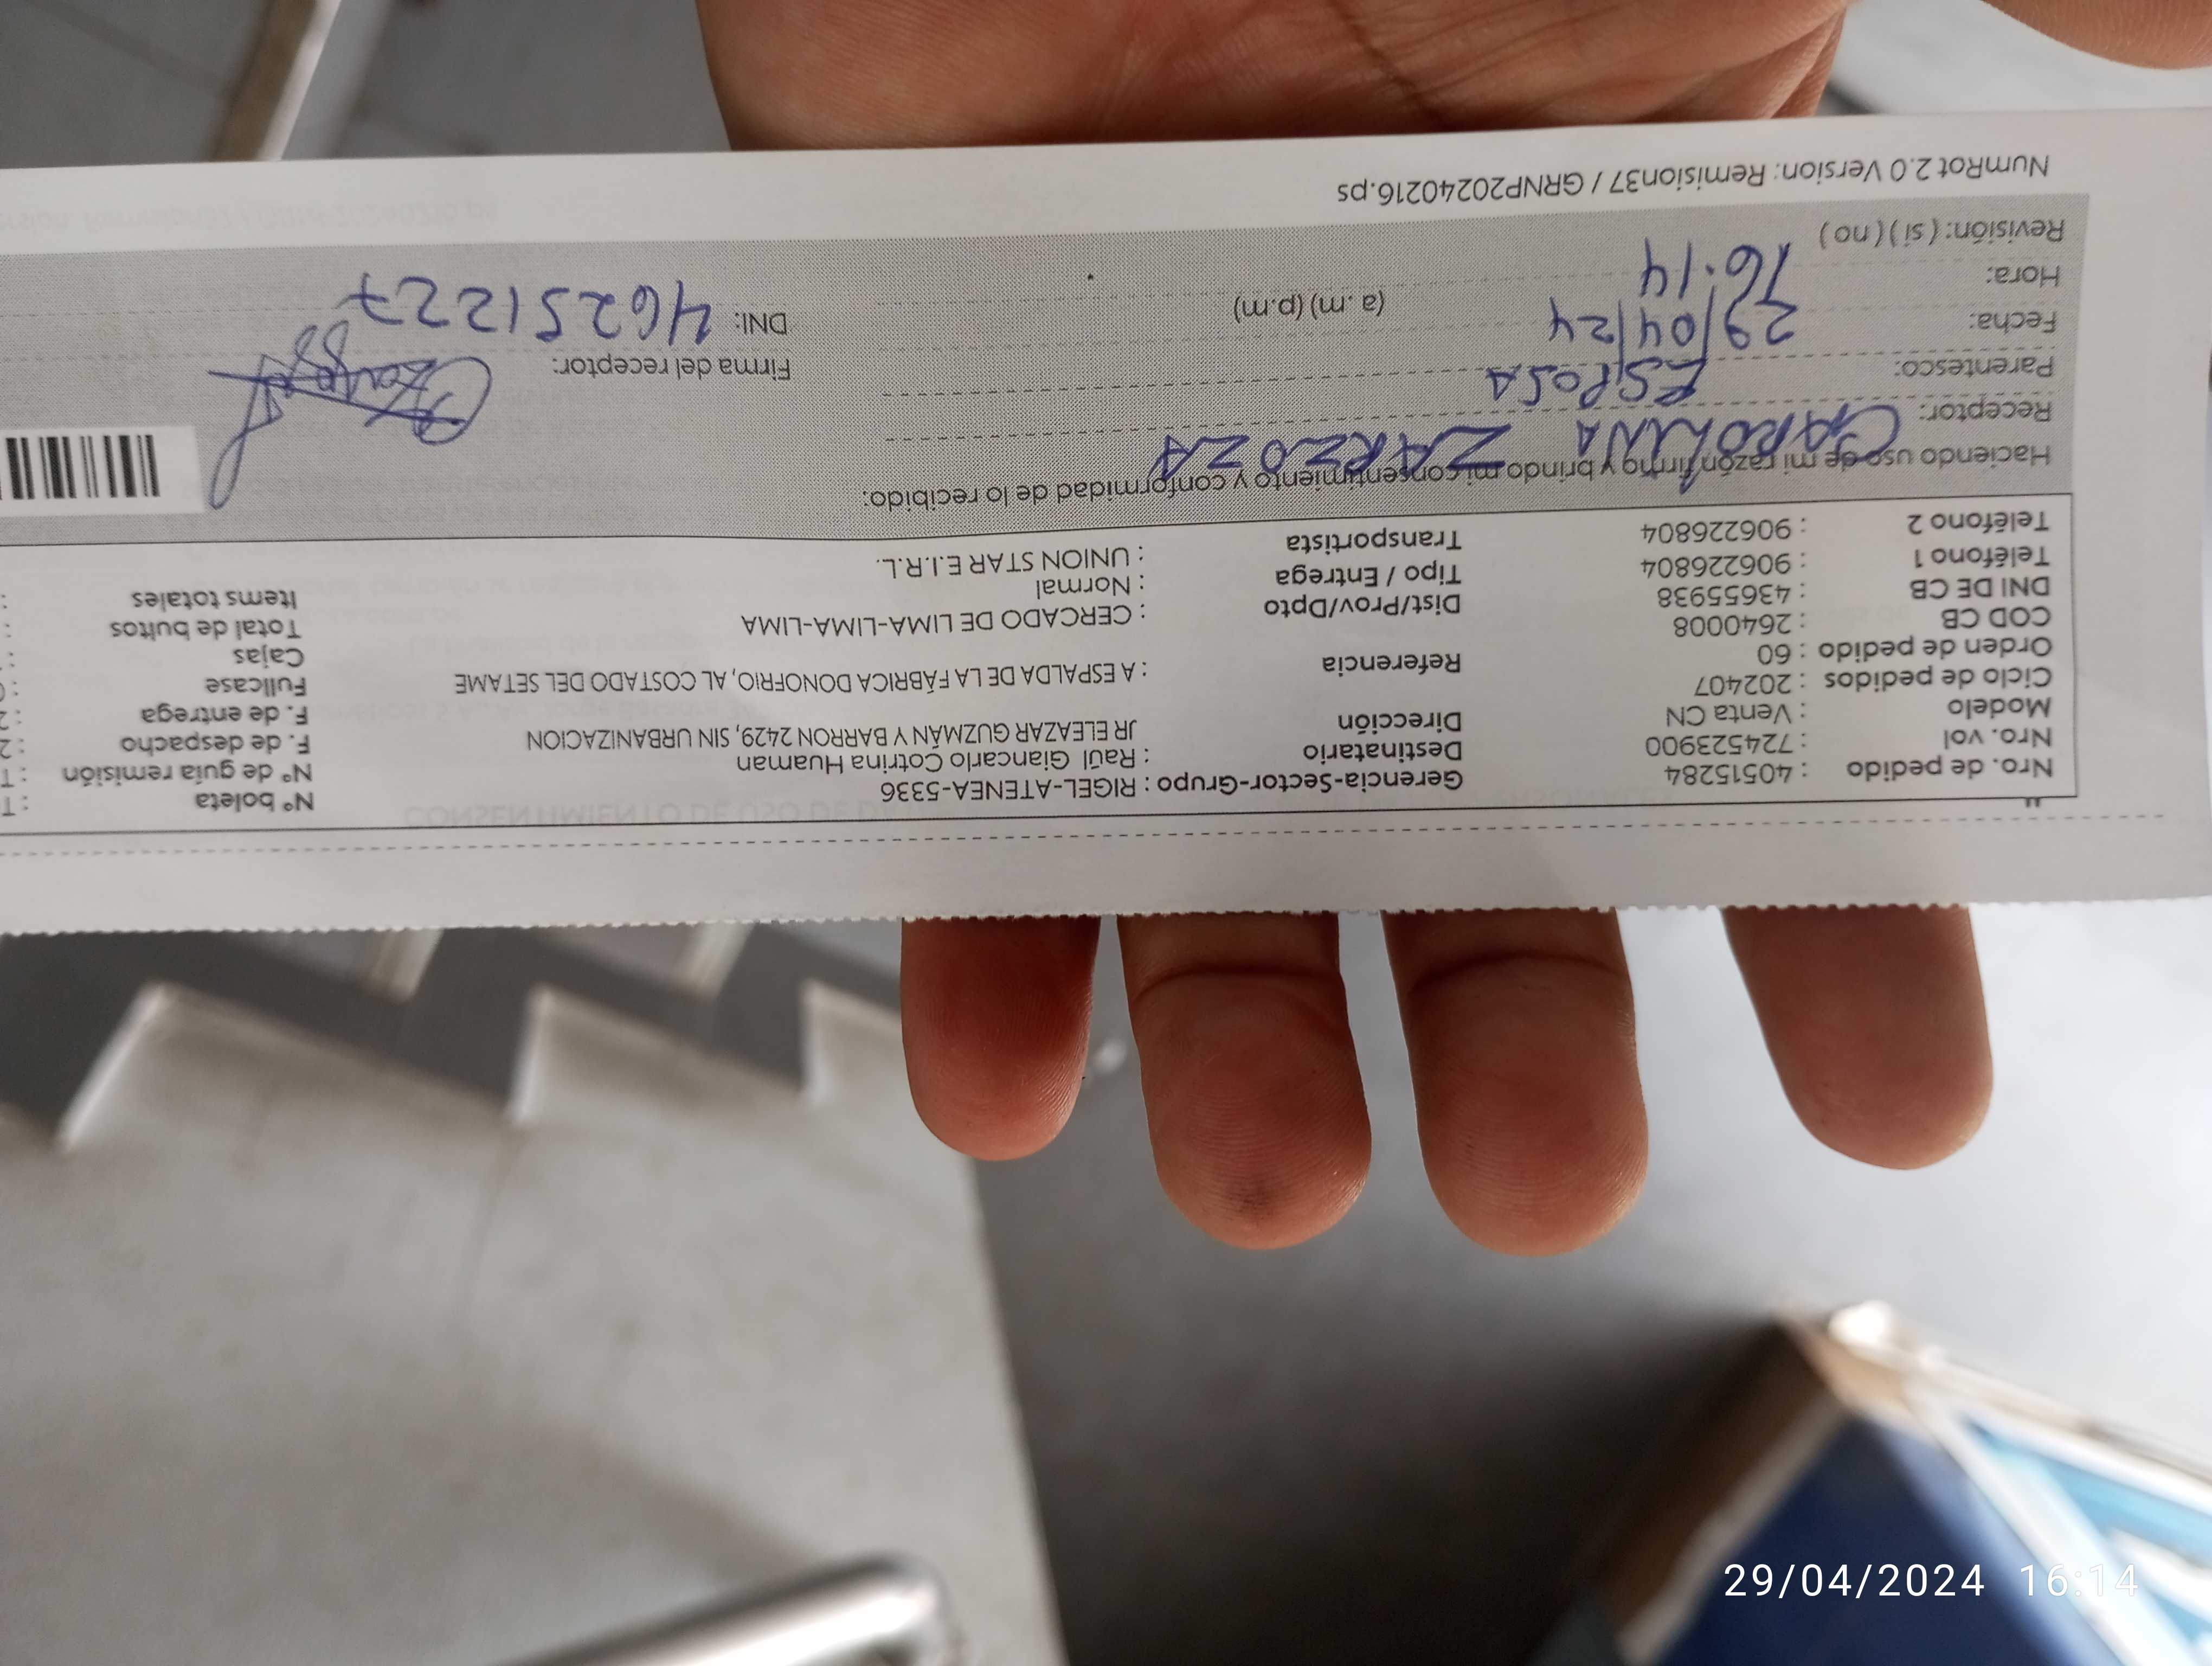 Nro. de pedido : 40515284 Gerencia-Sector-Grupo : RIGEL-ATENEA-5336 Nº boleta : T
Nro. vol : 724523900 Destinatario : Raúl Giancarlo Cotrina Huaman Nº de guía remisión : T
Modelo : Venta CN Dirección JR ELEAZAR GUZMÁN Y BARRON 2429, SIN URBANIZACION F. de despacho : 2
Ciclo de pedidos : 202407 F. de entrega : 2
Orden de pedido : 60 Referencia : A ESPALDA DE LA FÁBRICA DONOFRIO, AL COSTADO DEL SETAME Fullcase :
COD CB : 2640008 Cajas :
DNI DE CB : 43655938 Dist/Prov/Dpto : CERCADO DE LIMA-LIMA-LIMA Total de bultos :
Teléfono 1 : 906226804 Tipo / Entrega : Normal Items totales :
Teléfono 2 : 906226804 Transportista : UNION STAR E.I.R.L.
Haciendo uso de mi razón firmo y brindo mi consentimiento y conformidad de lo recibido:
Receptor: CAROLINA ZARZOZA
Parentesco: ESPOSA Firma del receptor:
Fecha: 29/04/24 DNI: 46251227
Hora: 16:14 (a.m) (p.m)
Revisión: (si) (no)
NumRot 2.0 Version: Remision37 / GRNP20240216.ps
29/04/2024 16:14